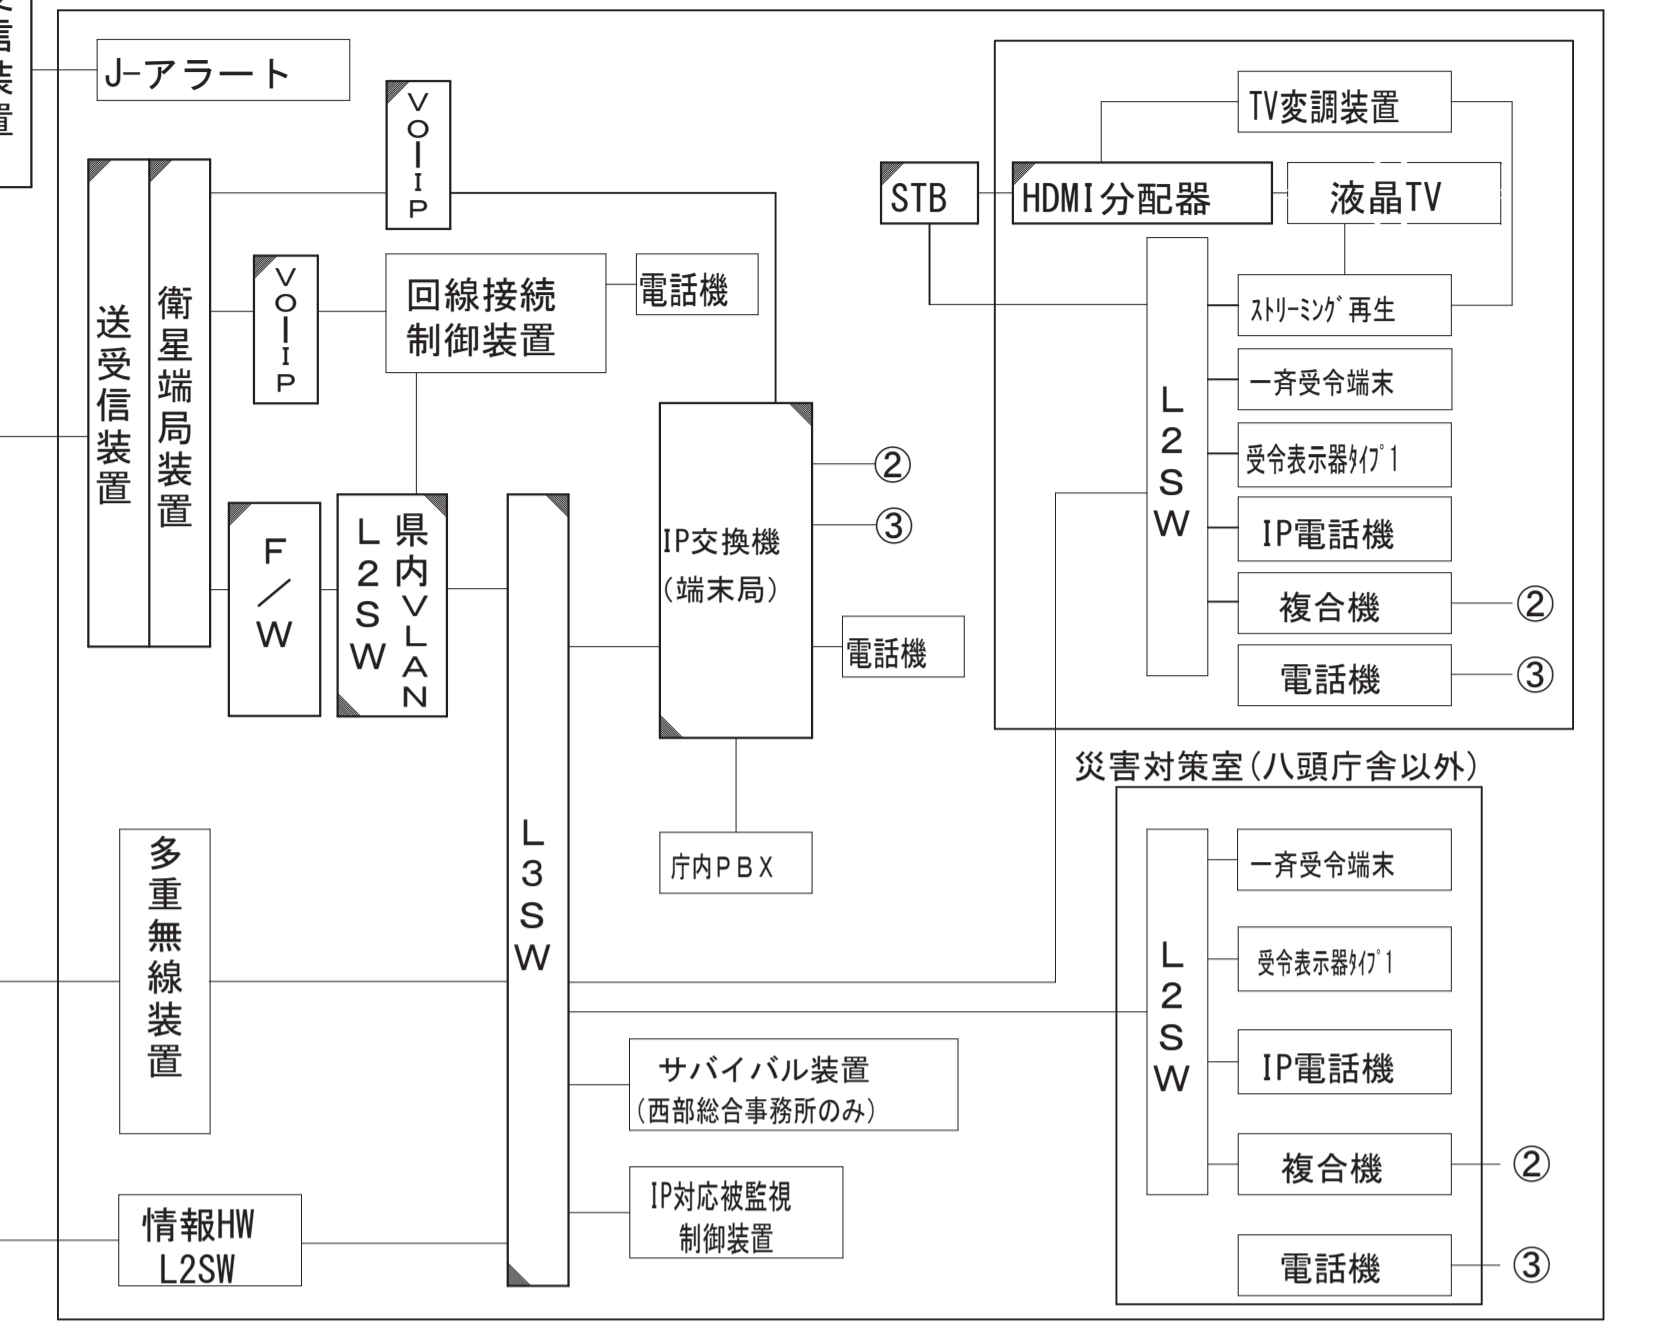 信装置
J-アラート
VOIP
TV変調装置
STB
HDMI分配器
液晶TV
送受信装置
衛星端局装置
VOIP
回線接続
制御装置
電話機
ストリーミング再生
一斉受令端末
受令表示器タイプ1
IP電話機
複合機
②
電話機
③
L2SW
F/W
県内VLAN
L2SW
IP交換機
(端末局)
②
③
電話機
庁内PBX
L3SW
災害対策室(八頭庁舎以外)
L2SW
一斉受令端末
受令表示器タイプ1
IP電話機
複合機
②
電話機
③
多重無線装置
サバイバル装置
(西部総合事務所のみ)
IP対応被監視
制御装置
情報HW
L2SW